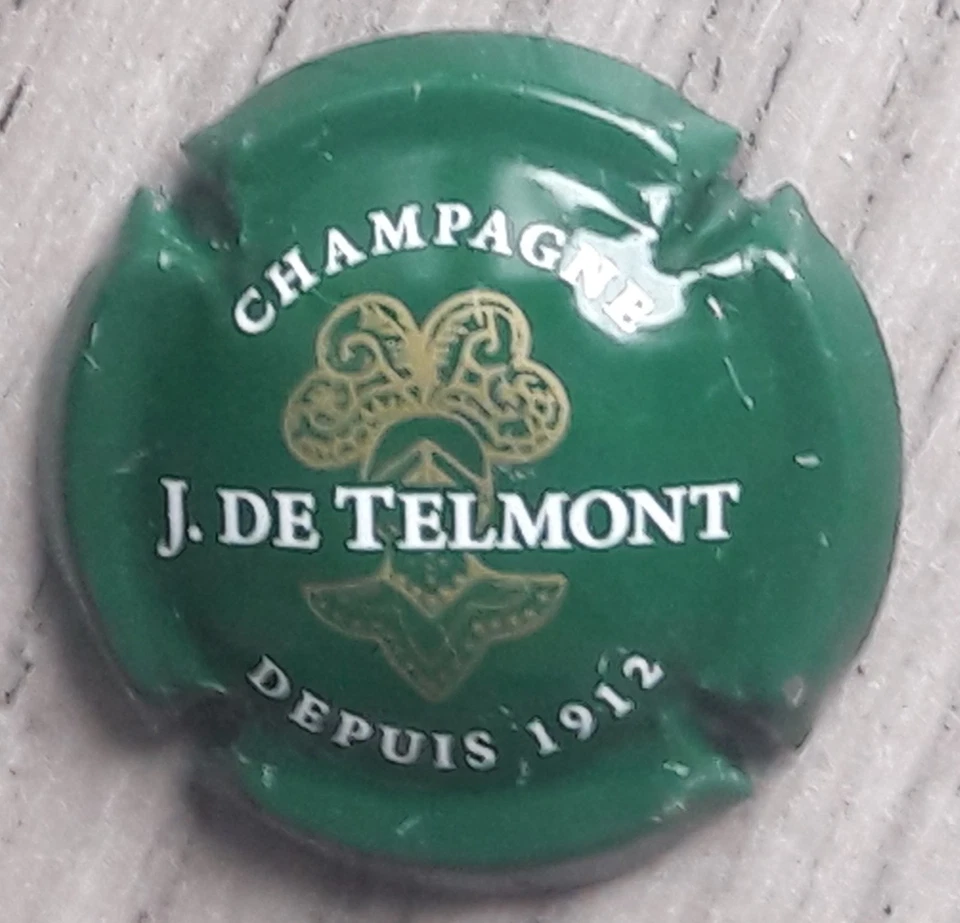 CHAMPAGNE
J. DE TELMONT
DEPUIS 1912